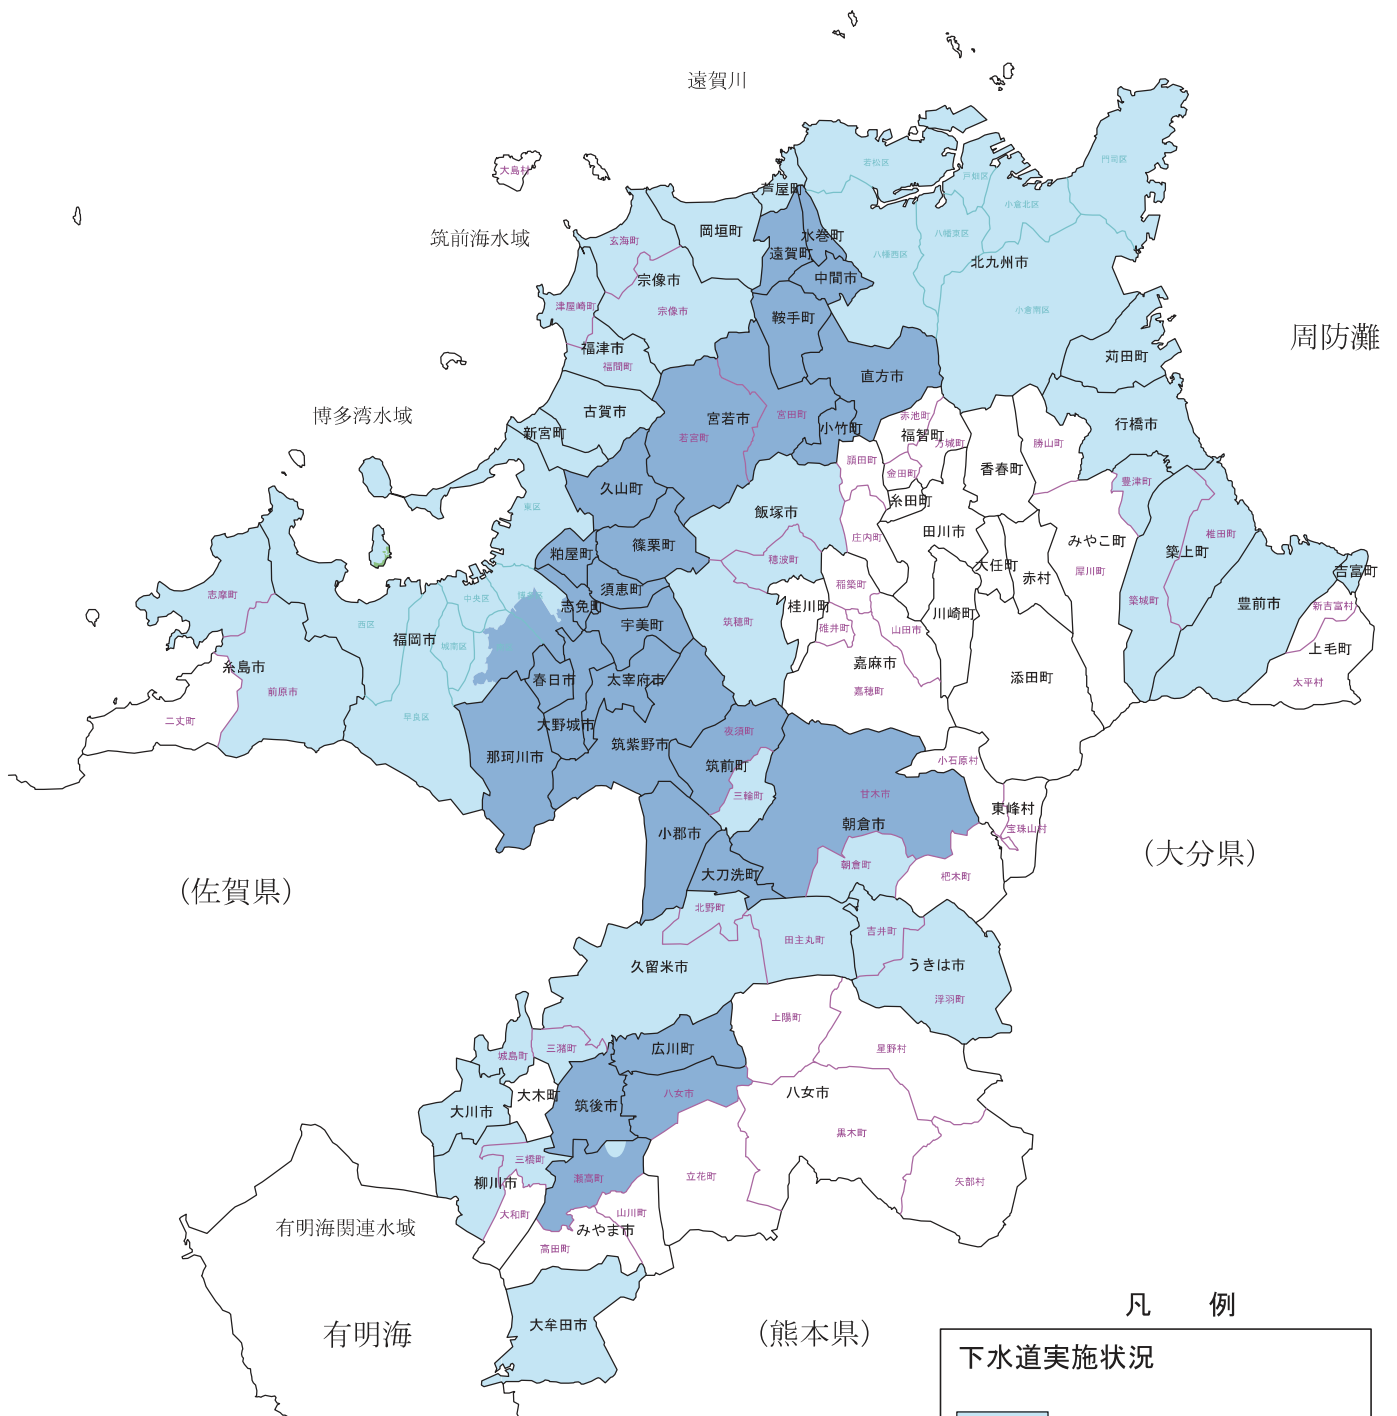 遠賀川
大島村
若松区
戸畑区
門司区
小倉北区
芦屋町
水巻町
岡垣町
遠賀町
八幡東区
八幡西区
北九州市
筑前海水域
玄海町
宗像市
中間市
津屋崎町
宗像市
鞍手町
小倉南区
周防灘
福津市
福間町
苅田町
直方市
博多湾水域
古賀市
宮若市
宮田町
赤池町
行橋市
新宮町
若宮町
小竹町
福智町
方城町
勝山町
頴田町
金田町
香春町
久山町
豊津町
糸田町
東区
飯塚市
庄内町
田川市
みやこ町
椎田町
粕屋町
篠栗町
穂波町
築上町
大任町
赤村
犀川町
吉富町
須恵町
稲築町
志摩町
中央区
博多区
志免町
桂川町
川崎町
築城町
豊前市
新吉富村
西区
福岡市
城南区
宇美町
筑穂町
碓井町
山田市
上毛町
糸島市
前原市
春日市
太宰府市
嘉麻市
嘉穂町
添田町
太平村
二丈町
早良区
大野城市
筑紫野市
夜須町
那珂川市
筑前町
小石原村
三輪町
甘木市
東峰村
小郡市
朝倉市
宝珠山村
(大分県)
朝倉町
大刀洗町
杷木町
(佐賀県)
北野町
田主丸町
吉井町
久留米市
うきは市
浮羽町
上陽町
城島町
三潴町
広川町
星野村
大木町
八女市
八女市
大川市
筑後市
黒木町
三橋町
柳川市
瀬高町
立花町
矢部村
大和町
山川町
有明海関連水域
みやま市
高田町
凡 例
大牟田市
有明海
(熊本県)
下水道実施状況